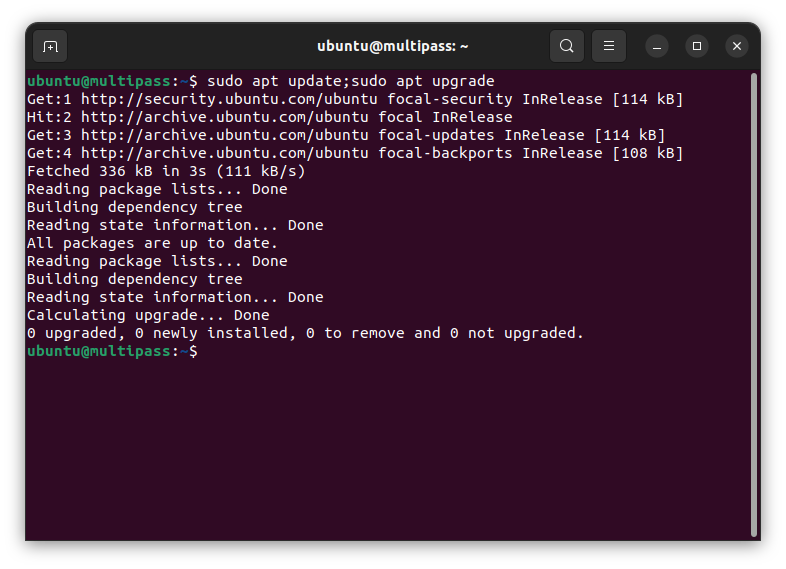 ubuntu@multipass: ~
ubuntu@multipass:~$ sudo apt update;sudo apt upgrade
Get:1 http://security.ubuntu.com/ubuntu focal-security InRelease [114 kB]
Hit:2 http://archive.ubuntu.com/ubuntu focal InRelease
Get:3 http://archive.ubuntu.com/ubuntu focal-updates InRelease [114 kB]
Get:4 http://archive.ubuntu.com/ubuntu focal-backports InRelease [108 kB]
Fetched 336 kB in 3s (111 kB/s)
Reading package lists... Done
Building dependency tree
Reading state information... Done
All packages are up to date.
Reading package lists... Done
Building dependency tree
Reading state information... Done
Calculating upgrade... Done
0 upgraded, 0 newly installed, 0 to remove and 0 not upgraded.
ubuntu@multipass:~$